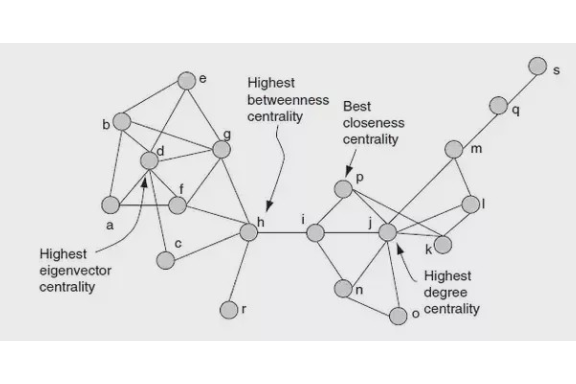 s
e
Highest
betweenness
centrality
Best
closeness
centrality
q
b
g
m
d
p
f
l
a
h
i
j
k
c
Highest
eigenvector
centrality
Highest
degree
centrality
n
r
o